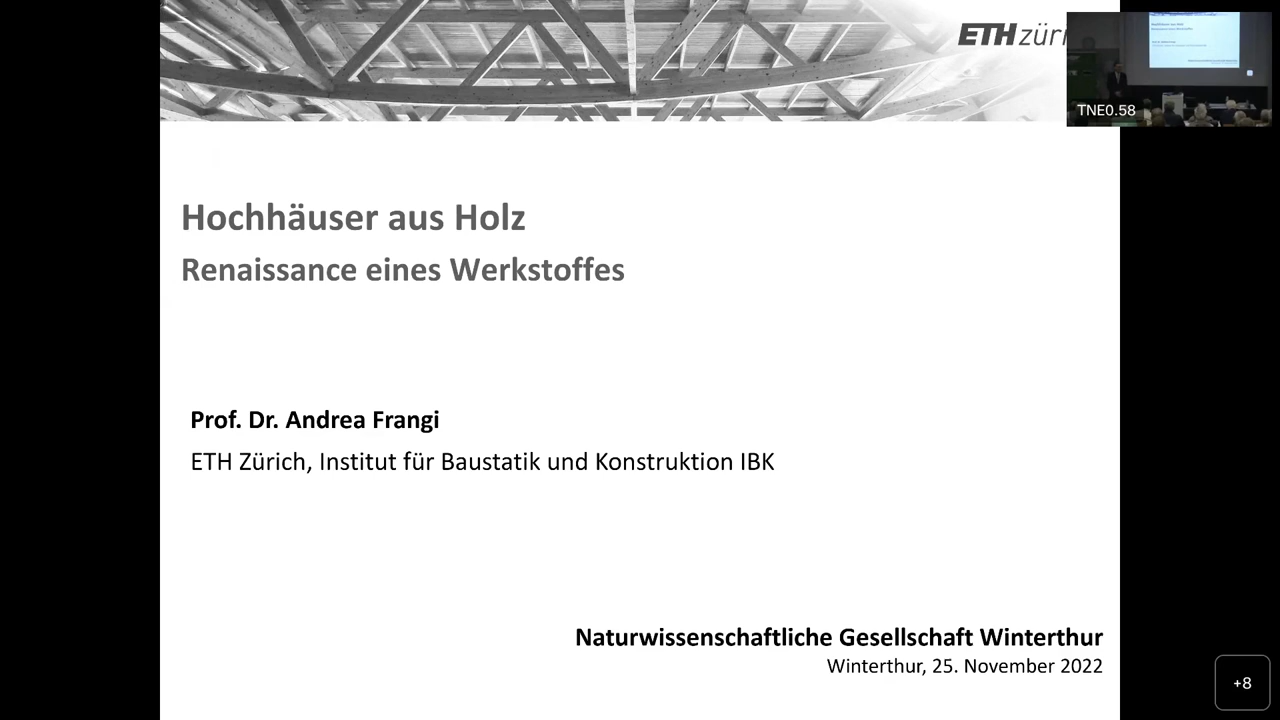 ETH züri
TNE0.58
Hochhäuser aus Holz
Renaissance eines Werkstoffes
Prof. Dr. Andrea Frangi
ETH Zürich, Institut für Baustatik und Konstruktion IBK
Naturwissenschaftliche Gesellschaft Winterthur
Winterthur, 25. November 2022
+8